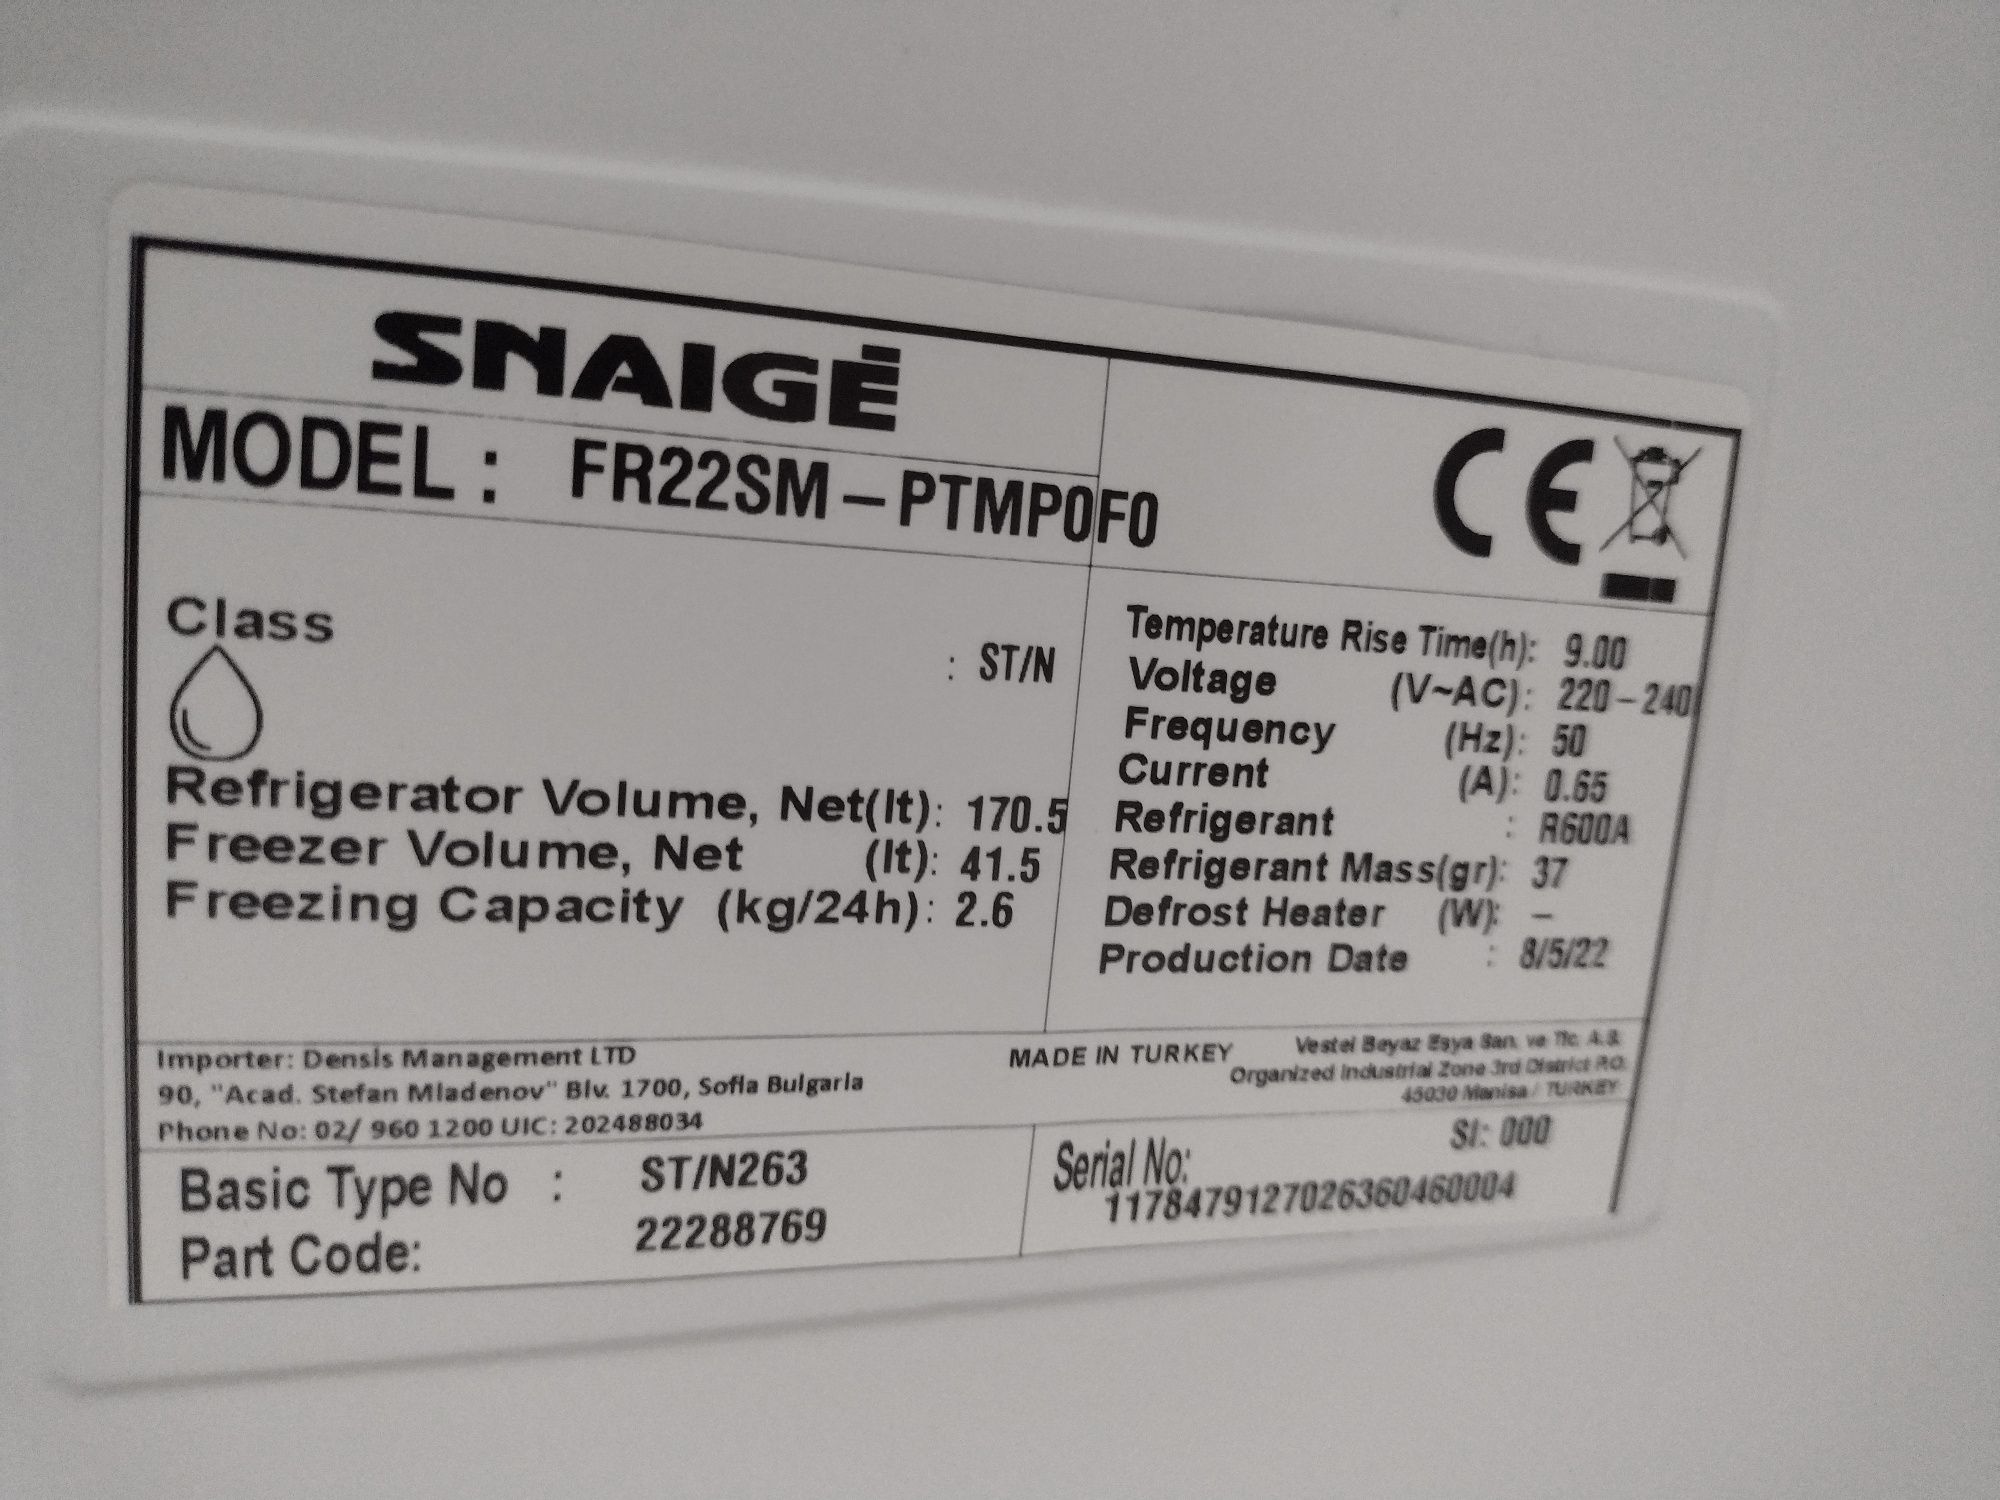 SNAIGĖ
MODEL : FR22SM – PTMP0F0
CE
Class : ST/N
Refrigerator Volume, Net(lt): 170.5
Freezer Volume, Net (lt): 41.5
Freezing Capacity (kg/24h): 2.6
Temperature Rise Time(h): 9.00
Voltage (V~AC): 220 – 240
Frequency (Hz): 50
Current (A): 0.65
Refrigerant : R600A
Refrigerant Mass(gr): 37
Defrost Heater (W): –
Production Date : 8/5/22
Importer: Densis Management LTD
90, "Acad. Stefan Mladenov" Blv. 1700, Sofia Bulgaria
Phone No: 02/ 960 1200 UIC: 202488034
MADE IN TURKEY
Vestel Beyaz Eşya San. ve Tic. A.Ş.
Organized Industrial Zone 3rd District P.O.
45030 Manisa / TURKEY
Basic Type No : ST/N263
Part Code: 22288769
SI: 000
Serial No:
1178479127026360460004